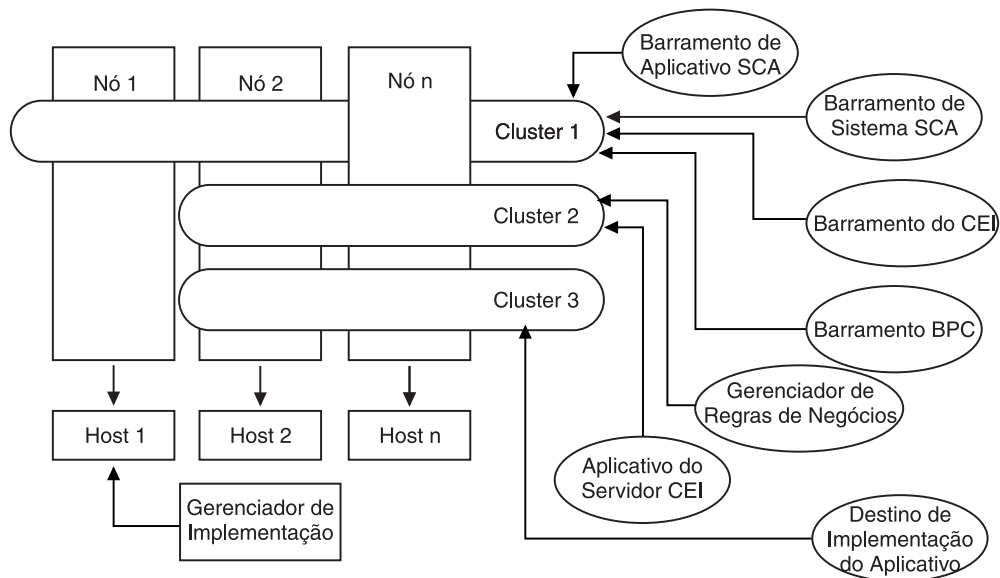 Nó 1
Nó 2
Nó n
Barramento de
Aplicativo SCA
Cluster 1
Barramento de
Sistema SCA
Cluster 2
Barramento do CEI
Cluster 3
Barramento BPC
Gerenciador de
Regras de Negócios
Host 1
Host 2
Host n
Aplicativo do
Servidor CEI
Gerenciador de
Implementação
Destino de
Implementação
do Aplicativo